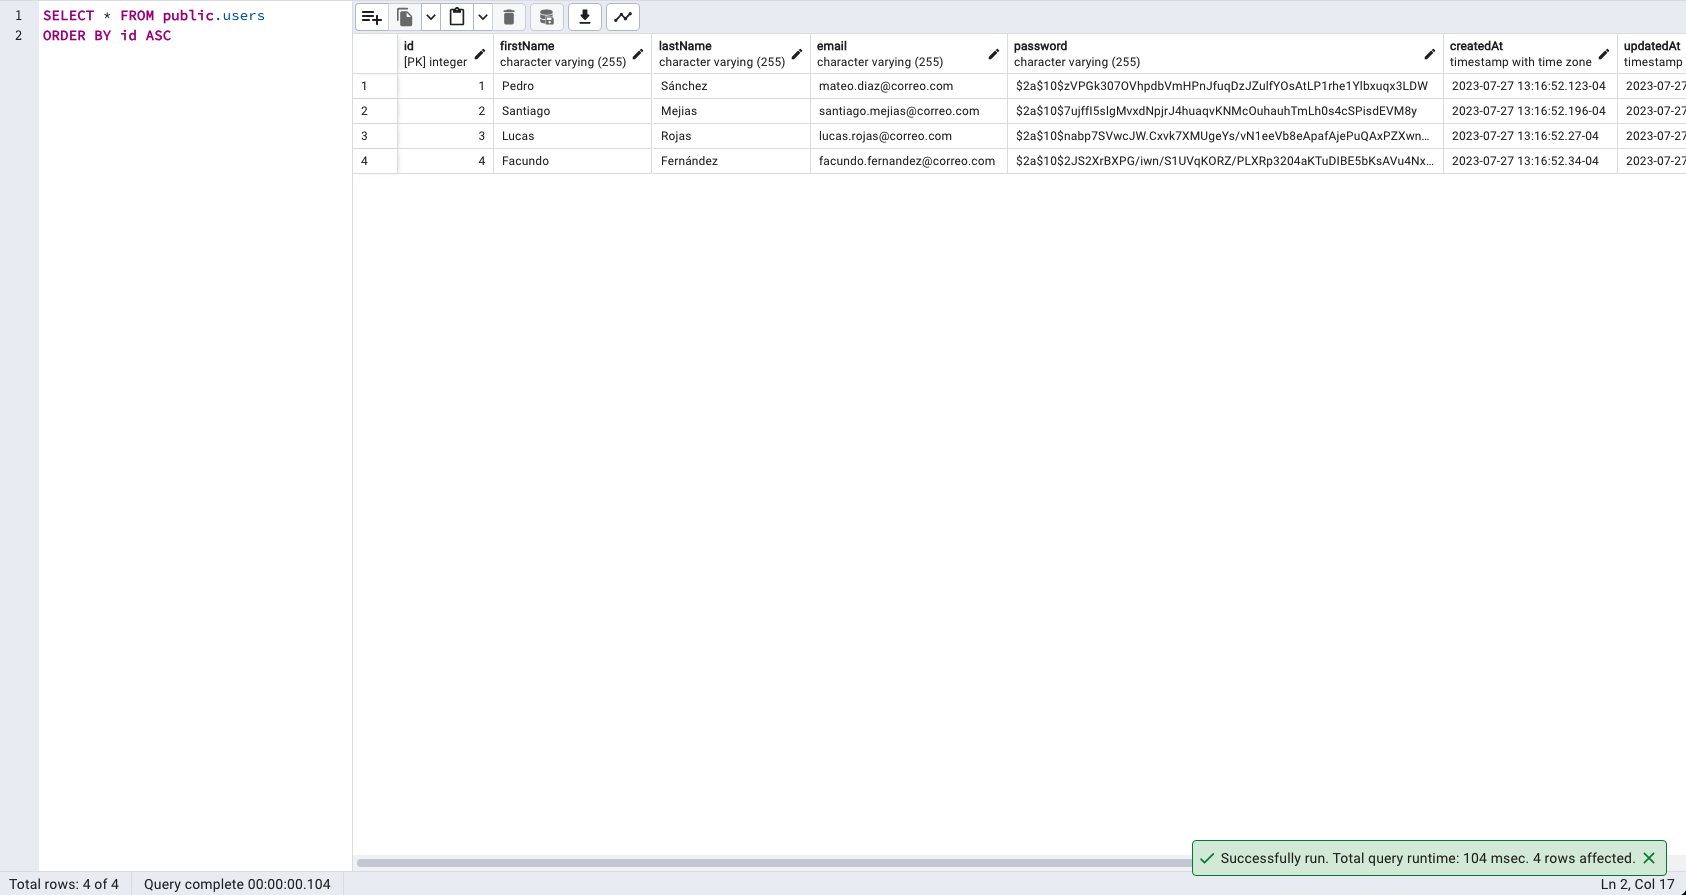 1 SELECT * FROM public.users
2 ORDER BY id ASC
id firstName lastName email password createdAt updatedAt
[PK] integer character varying (255) character varying (255) character varying (255) character varying (255) timestamp with time zone timestamp
1 1 Pedro Sánchez mateo.diaz@correo.com $2a$10$zVPGk307OVhpdbVmHPnJfuqDzJZulfYOsAtLP1rhe1Ylbxuqx3LDW 2023-07-27 13:16:52.123-04 2023-07-27
2 2 Santiago Mejias santiago.mejias@correo.com $2a$10$7ujffI5slgMvxdNpjrJ4huaqvKNMcOuhauhTmLh0s4cSPisdEVM8y 2023-07-27 13:16:52.196-04 2023-07-27
3 3 Lucas Rojas lucas.rojas@correo.com $2a$10$nabp7SVwcJW.Cxvk7XMUgeYs/vN1eeVb8eApafAjePuQAxPZXwn… 2023-07-27 13:16:52.27-04 2023-07-27
4 4 Facundo Fernández facundo.fernandez@correo.com $2a$10$2JS2XrBXPG/iwn/S1UVqKORZ/PLXRp3204aKTuDIBE5bKsAVu4Nx… 2023-07-27 13:16:52.34-04 2023-07-27
Successfully run. Total query runtime: 104 msec. 4 rows affected.
Total rows: 4 of 4 Query complete 00:00:00.104 Ln 2, Col 17